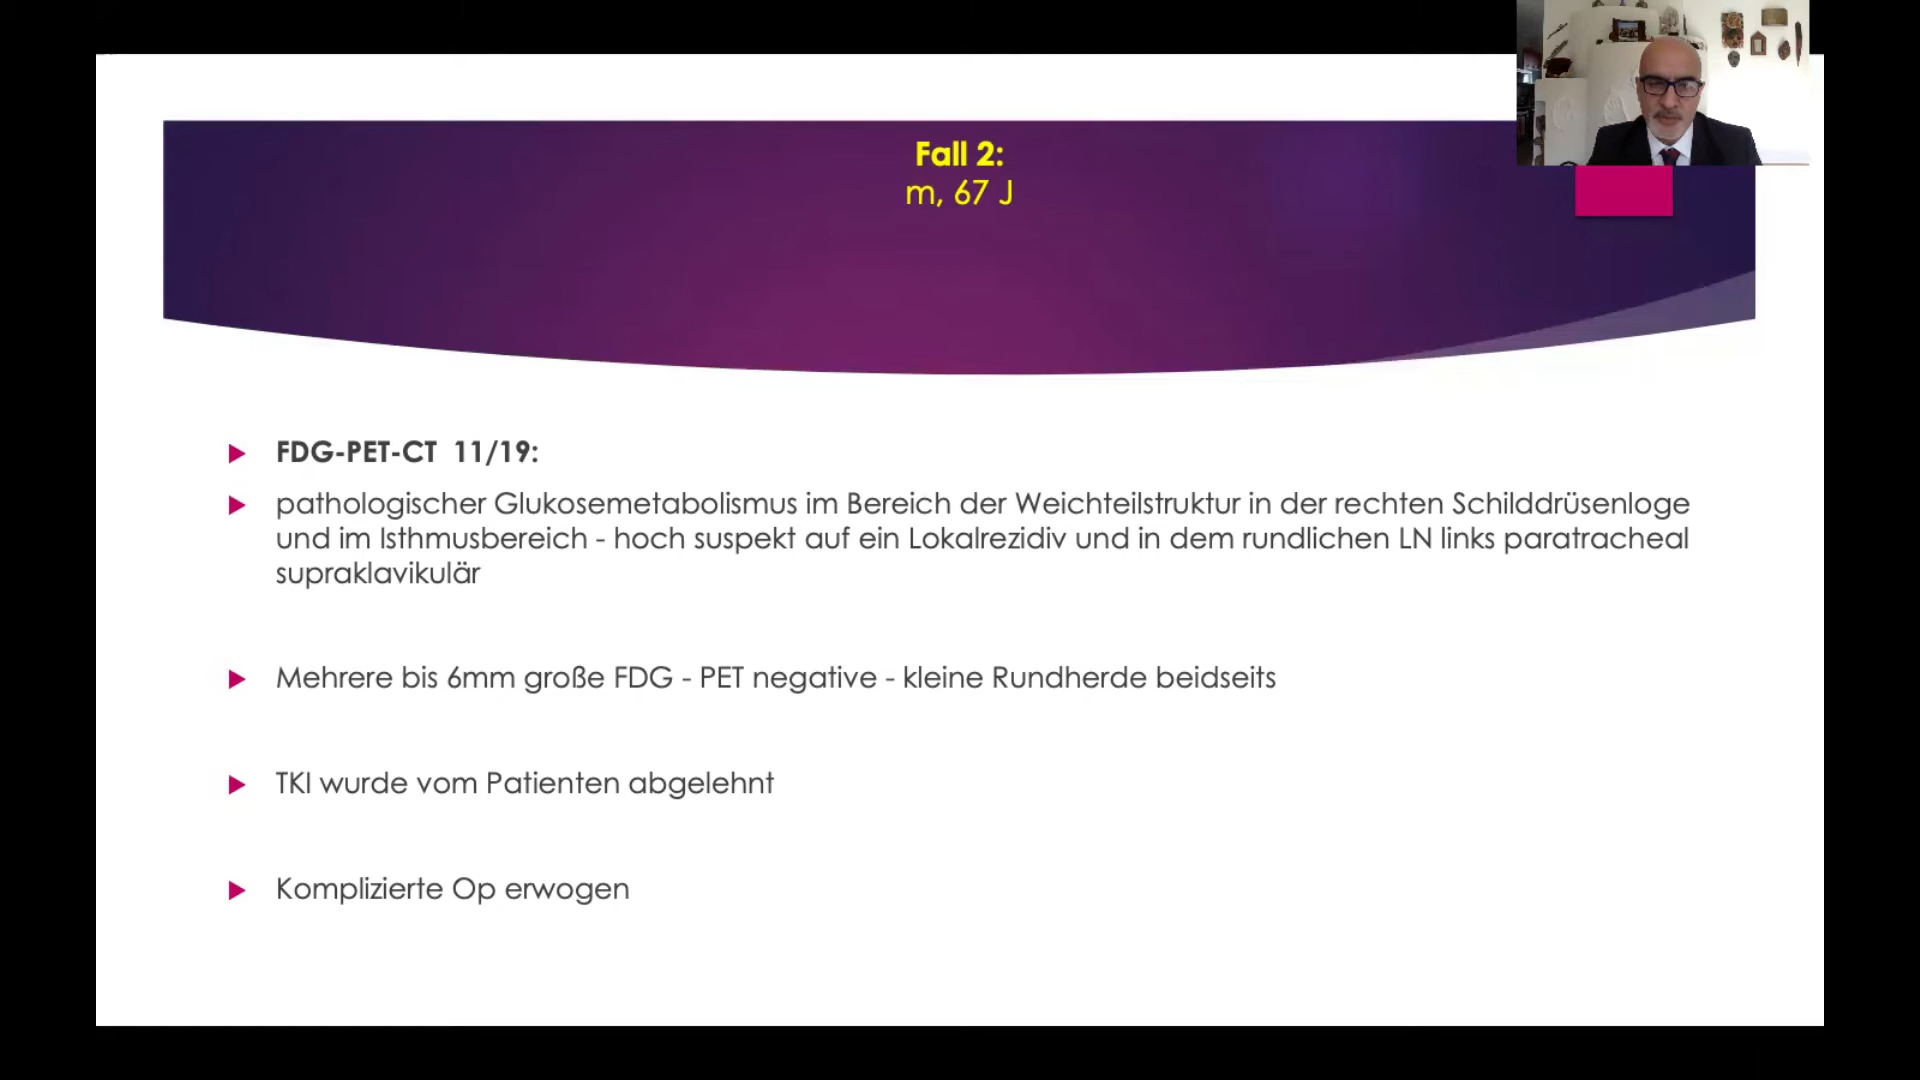 Fall 2:
m, 67 J
FDG-PET-CT 11/19:
pathologischer Glukosemetabolismus im Bereich der Weichteilstruktur in der rechten Schilddrüsenloge
und im Isthmusbereich - hoch suspekt auf ein Lokalrezidiv und in dem rundlichen LN links paratracheal
supraklavikulär
Mehrere bis 6mm große FDG - PET negative - kleine Rundherde beidseits
TKI wurde vom Patienten abgelehnt
Komplizierte Op erwogen